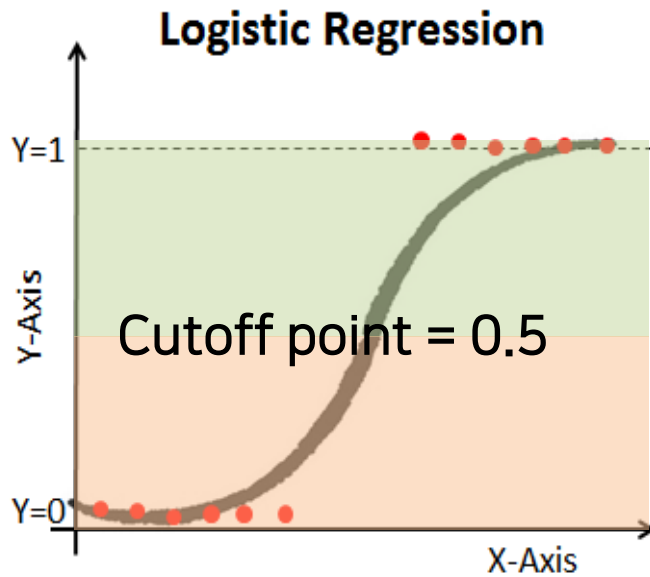 Logistic Regression
Y=1
Y-Axis
Cutoff point = 0.5
Y=0
X-Axis